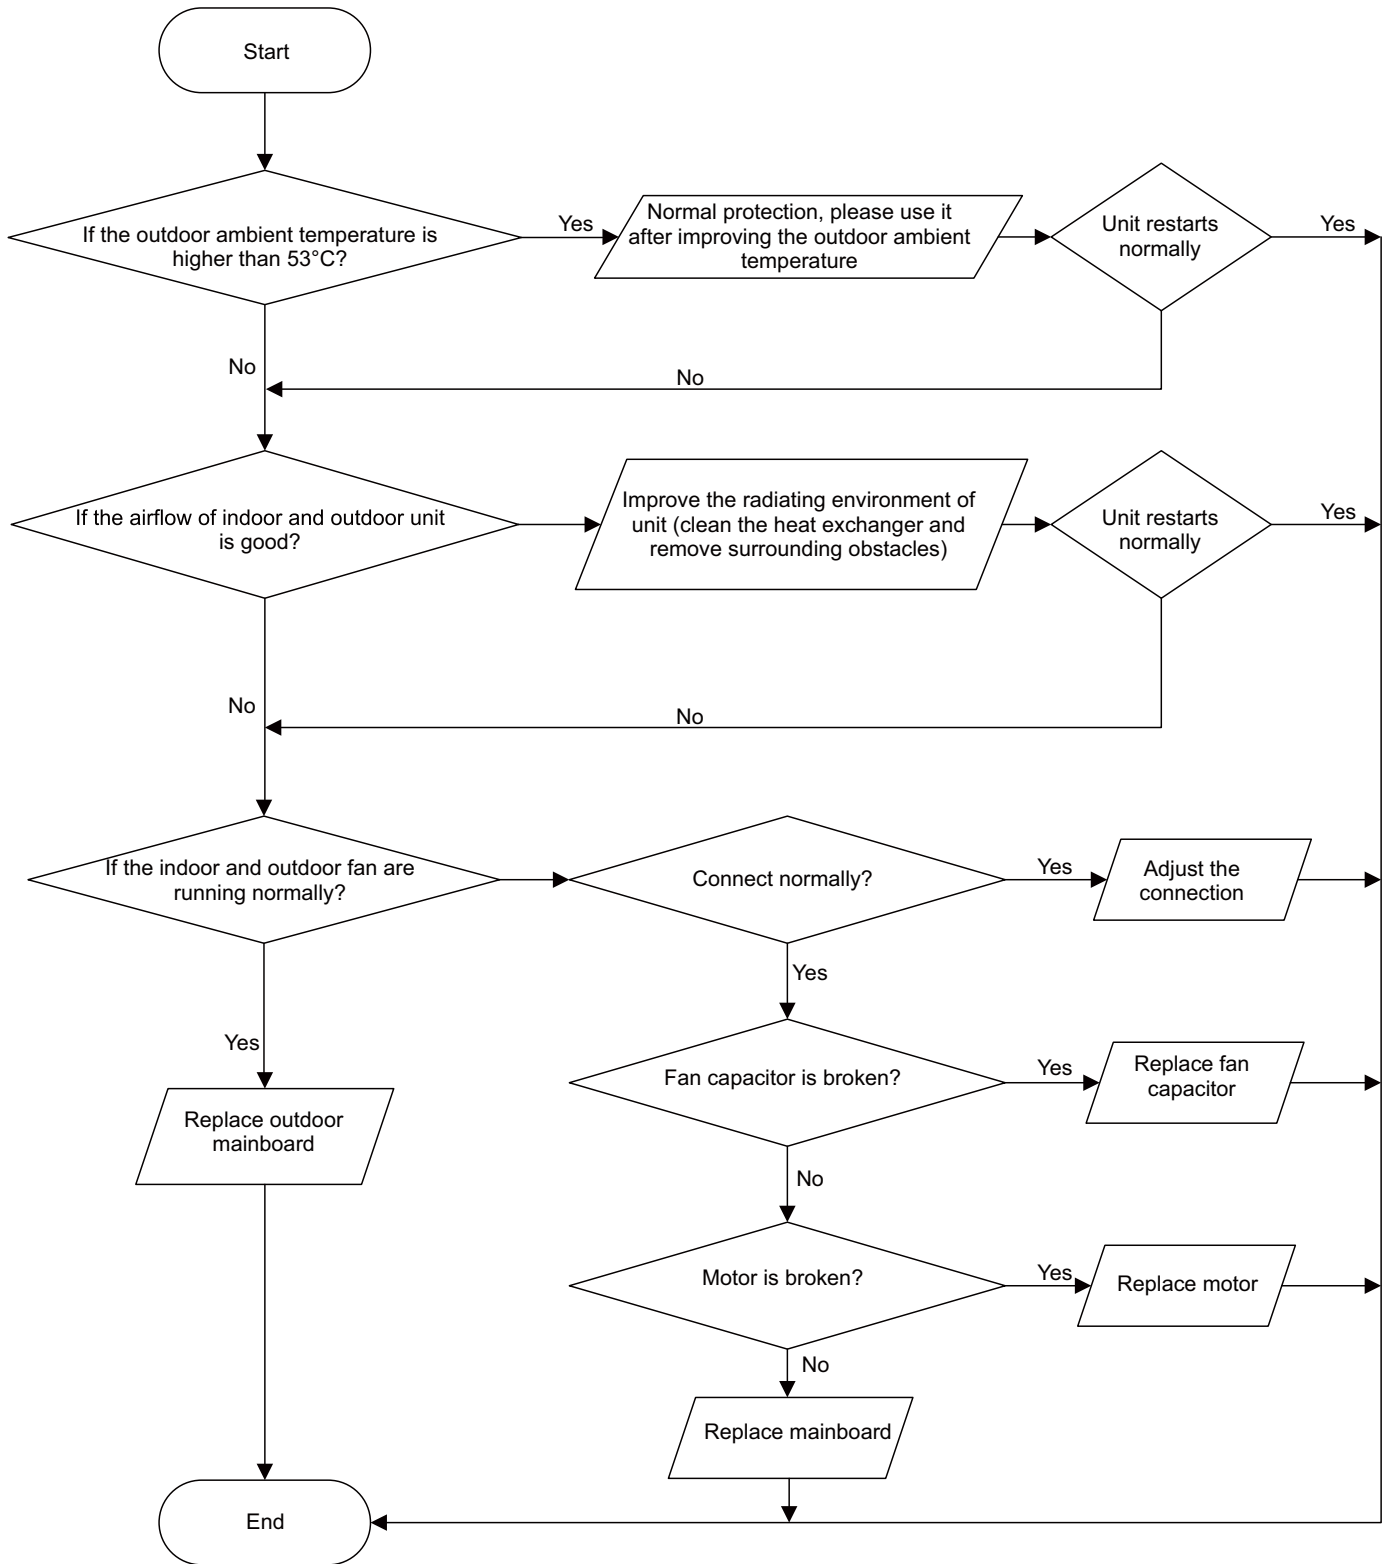 Start
If the outdoor ambient temperature is
higher than 53°C?
Yes
Normal protection, please use it
after improving the outdoor ambient
temperature
Unit restarts
normally
Yes
No
No
If the airflow of indoor and outdoor unit
is good?
Improve the radiating environment of
unit (clean the heat exchanger and
remove surrounding obstacles)
Unit restarts
normally
Yes
No
No
If the indoor and outdoor fan are
running normally?
Connect normally?
Yes
Adjust the
connection
Yes
Yes
Fan capacitor is broken?
Yes
Replace fan
capacitor
Replace outdoor
mainboard
No
Motor is broken?
Yes
Replace motor
No
Replace mainboard
End